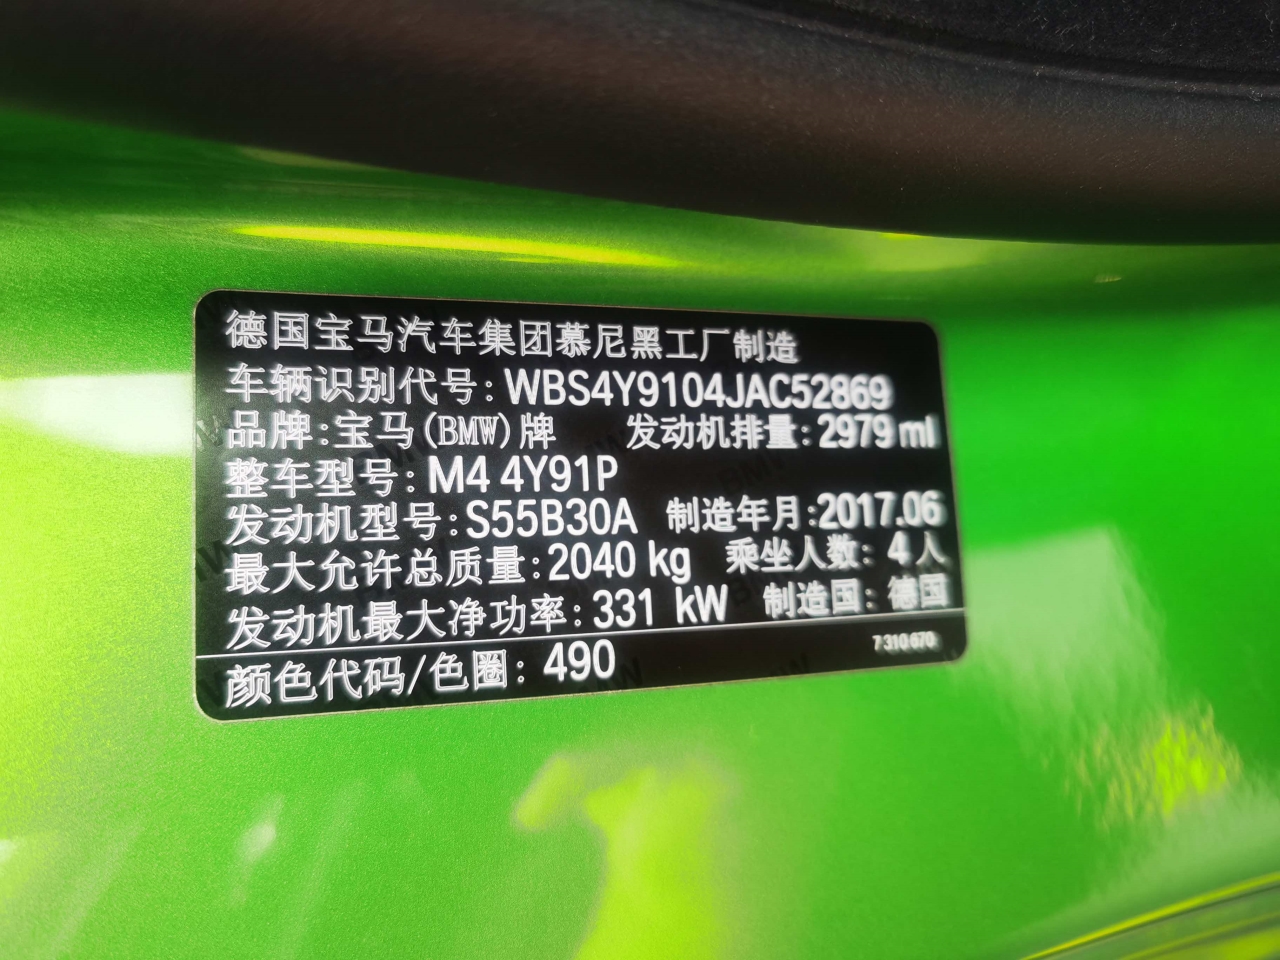 德国宝马汽车集团慕尼黑工厂制造
车辆识别代号: WBS4Y9104JAC52869
品牌:宝马(BMW)牌 发动机排量: 2979 ml
整车型号: M4 4Y91P
发动机型号: S55B30A 制造年月:2017.06
最大允许总质量:2040 kg 乘坐人数: 4人
发动机最大净功率: 331 kW 制造国: 德国
7 310 670
颜色代码/色圈: 490